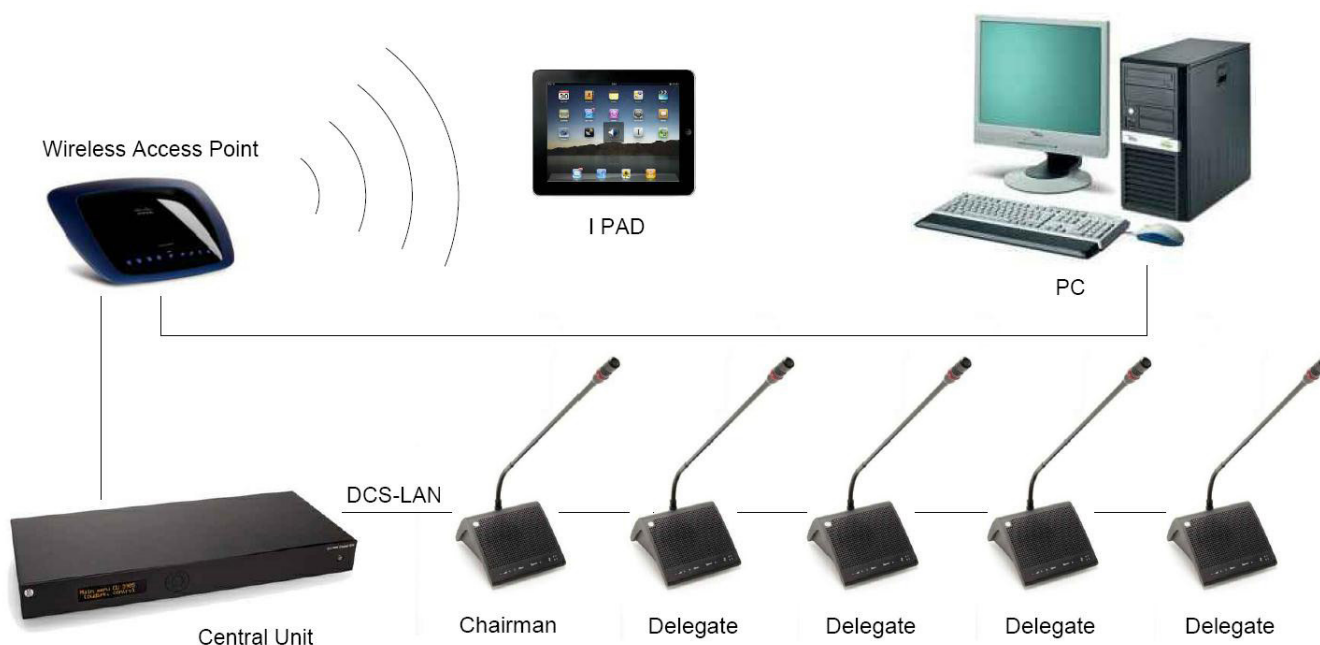 Wireless Access Point
I PAD
PC
DCS-LAN
Central Unit
Chairman
Delegate
Delegate
Delegate
Delegate